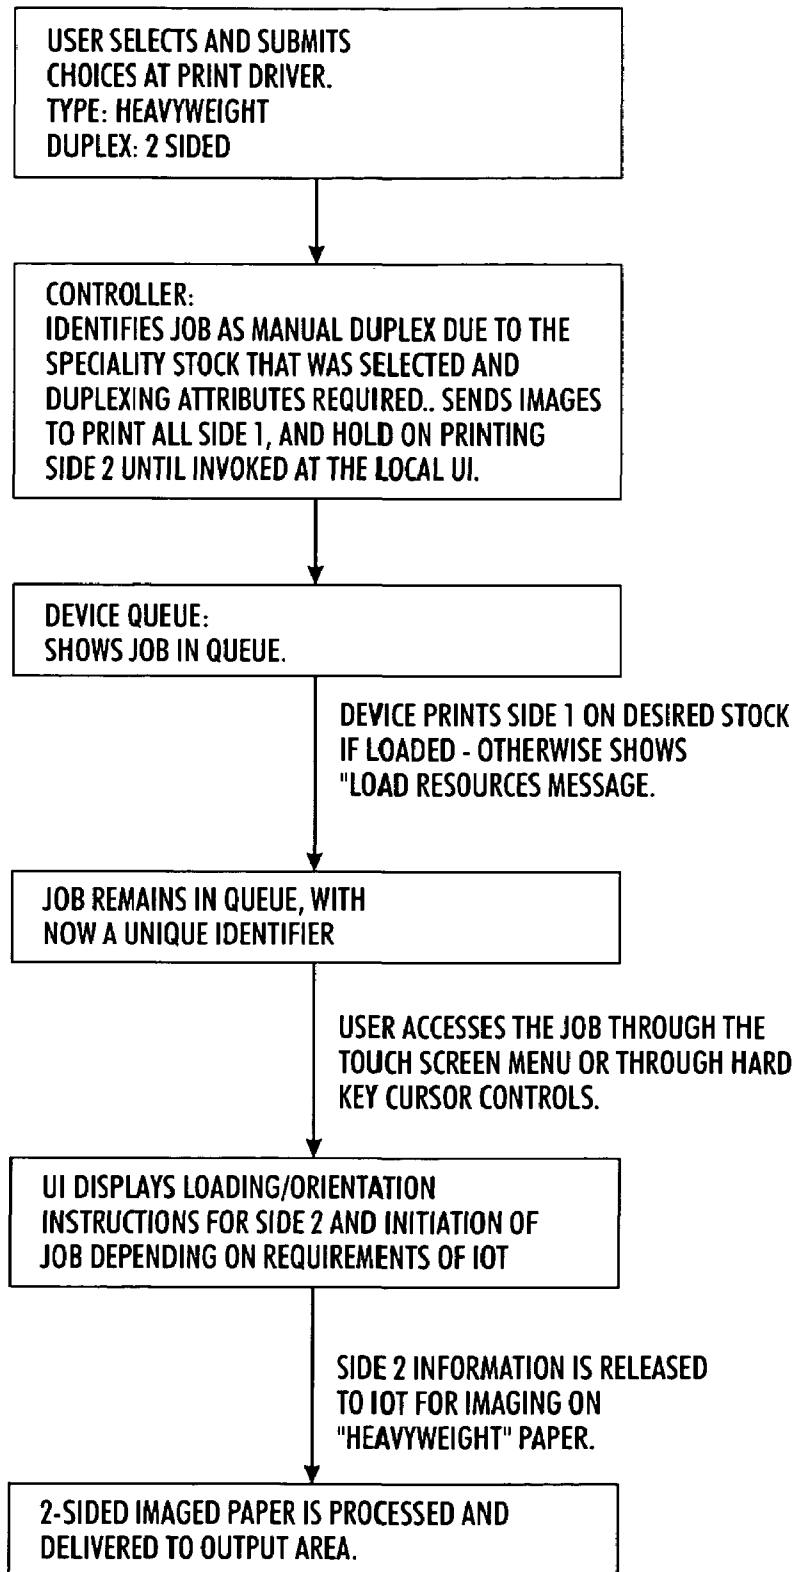 USER SELECTS AND SUBMITS
CHOICES AT PRINT DRIVER.
TYPE: HEAVYWEIGHT
DUPLEX: 2 SIDED
CONTROLLER:
IDENTIFIES JOB AS MANUAL DUPLEX DUE TO THE
SPECIALITY STOCK THAT WAS SELECTED AND
DUPLEXING ATTRIBUTES REQUIRED.. SENDS IMAGES
TO PRINT ALL SIDE 1, AND HOLD ON PRINTING
SIDE 2 UNTIL INVOKED AT THE LOCAL UI.
DEVICE QUEUE:
SHOWS JOB IN QUEUE.
DEVICE PRINTS SIDE 1 ON DESIRED STOCK
IF LOADED - OTHERWISE SHOWS
"LOAD RESOURCES MESSAGE.
JOB REMAINS IN QUEUE, WITH
NOW A UNIQUE IDENTIFIER
USER ACCESSES THE JOB THROUGH THE
TOUCH SCREEN MENU OR THROUGH HARD
KEY CURSOR CONTROLS.
UI DISPLAYS LOADING/ORIENTATION
INSTRUCTIONS FOR SIDE 2 AND INITIATION OF
JOB DEPENDING ON REQUIREMENTS OF IOT
SIDE 2 INFORMATION IS RELEASED
TO IOT FOR IMAGING ON
"HEAVYWEIGHT" PAPER.
2-SIDED IMAGED PAPER IS PROCESSED AND
DELIVERED TO OUTPUT AREA.